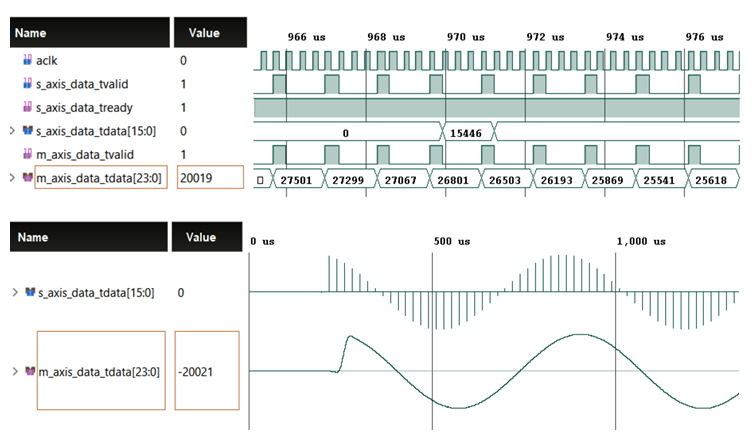 Name Value 966 us 968 us 970 us 972 us 974 us 976 us
aclk 0
s_axis_data_tvalid 1
s_axis_data_tready 1
s_axis_data_tdata[15:0] 0 0 15446
m_axis_data_tvalid 1
m_axis_data_tdata[23:0] 20019 27501 27299 27067 26801 26503 26193 25869 25541 25618
Name Value 0 us 500 us 1,000 us
s_axis_data_tdata[15:0] 0
m_axis_data_tdata[23:0] -20021